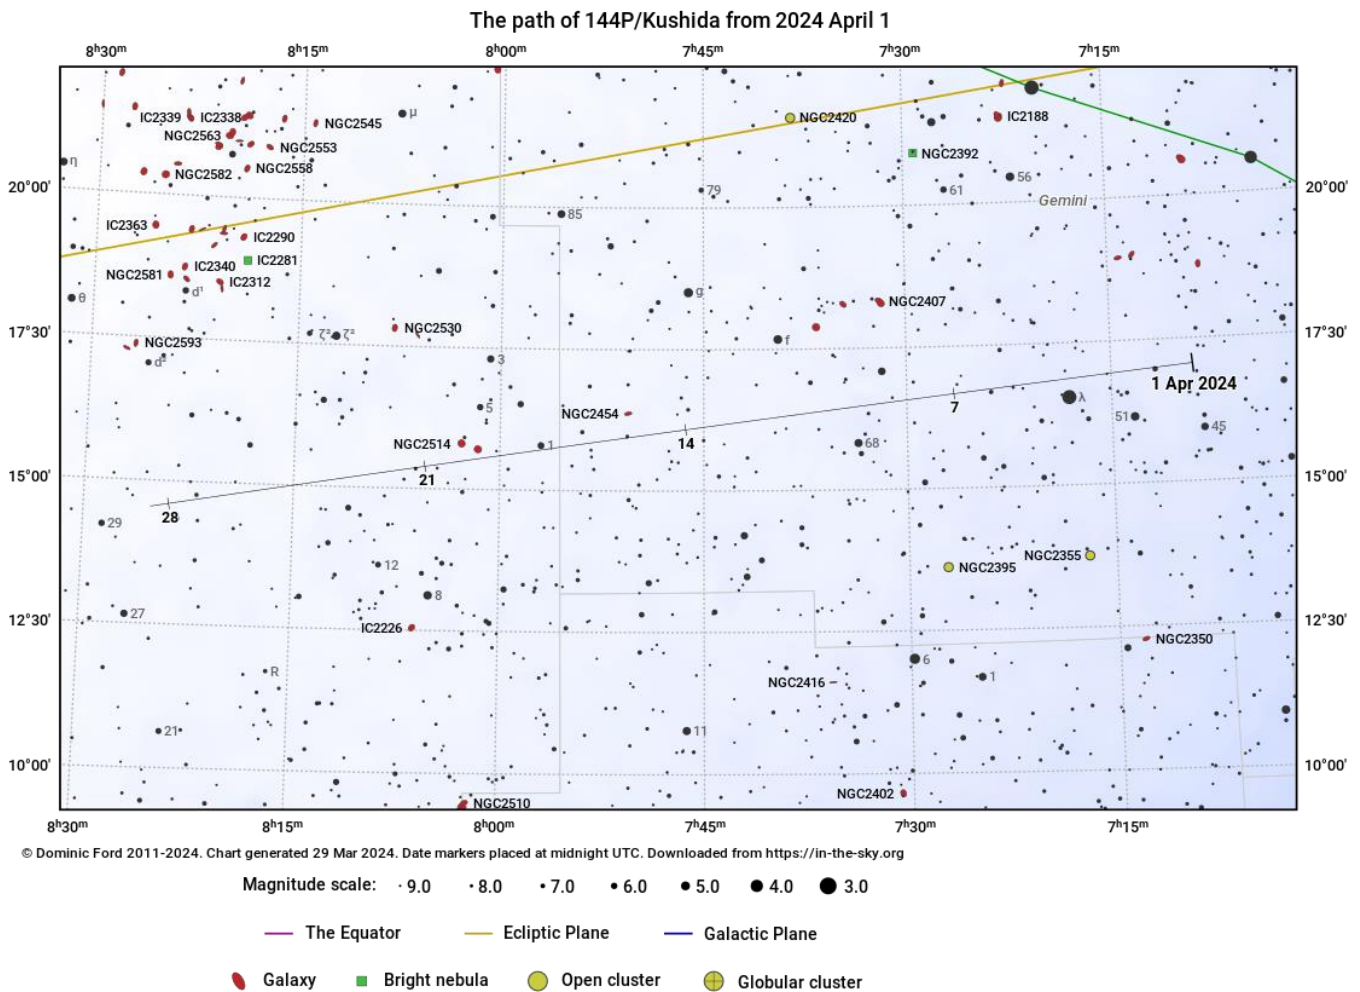 The path of 144P/Kushida from 2024 April 1
8ʰ30ᵐ 8ʰ15ᵐ 8ʰ00ᵐ 7ʰ45ᵐ 7ʰ30ᵐ 7ʰ15ᵐ
IC2339 IC2338 NGC2545 μ NGC2420 IC2188
NGC2563 NGC2553 NGC2392
η NGC2582 NGC2558
20°00' 79 61 56 20°00'
Gemini
85
IC2363 IC2290
IC2281
NGC2581 IC2340
IC2312
θ d¹ g NGC2407
17°30' ζ² ζ² NGC2530 f 17°30'
NGC2593
d² 3
1 Apr 2024
5 NGC2454 7 λ
51 45
NGC2514 1 14 68
15°00' 21 15°00'
28
29
12 NGC2395 NGC2355
8
27
12°30' IC2226 12°30'
NGC2350
R 6
NGC2416 1
21 11
10°00' 10°00'
NGC2510 NGC2402
8ʰ30ᵐ 8ʰ15ᵐ 8ʰ00ᵐ 7ʰ45ᵐ 7ʰ30ᵐ 7ʰ15ᵐ
© Dominic Ford 2011-2024. Chart generated 29 Mar 2024. Date markers placed at midnight UTC. Downloaded from https://in-the-sky.org
Magnitude scale: 9.0 8.0 7.0 6.0 5.0 4.0 3.0
The Equator Ecliptic Plane Galactic Plane
Galaxy Bright nebula Open cluster Globular cluster